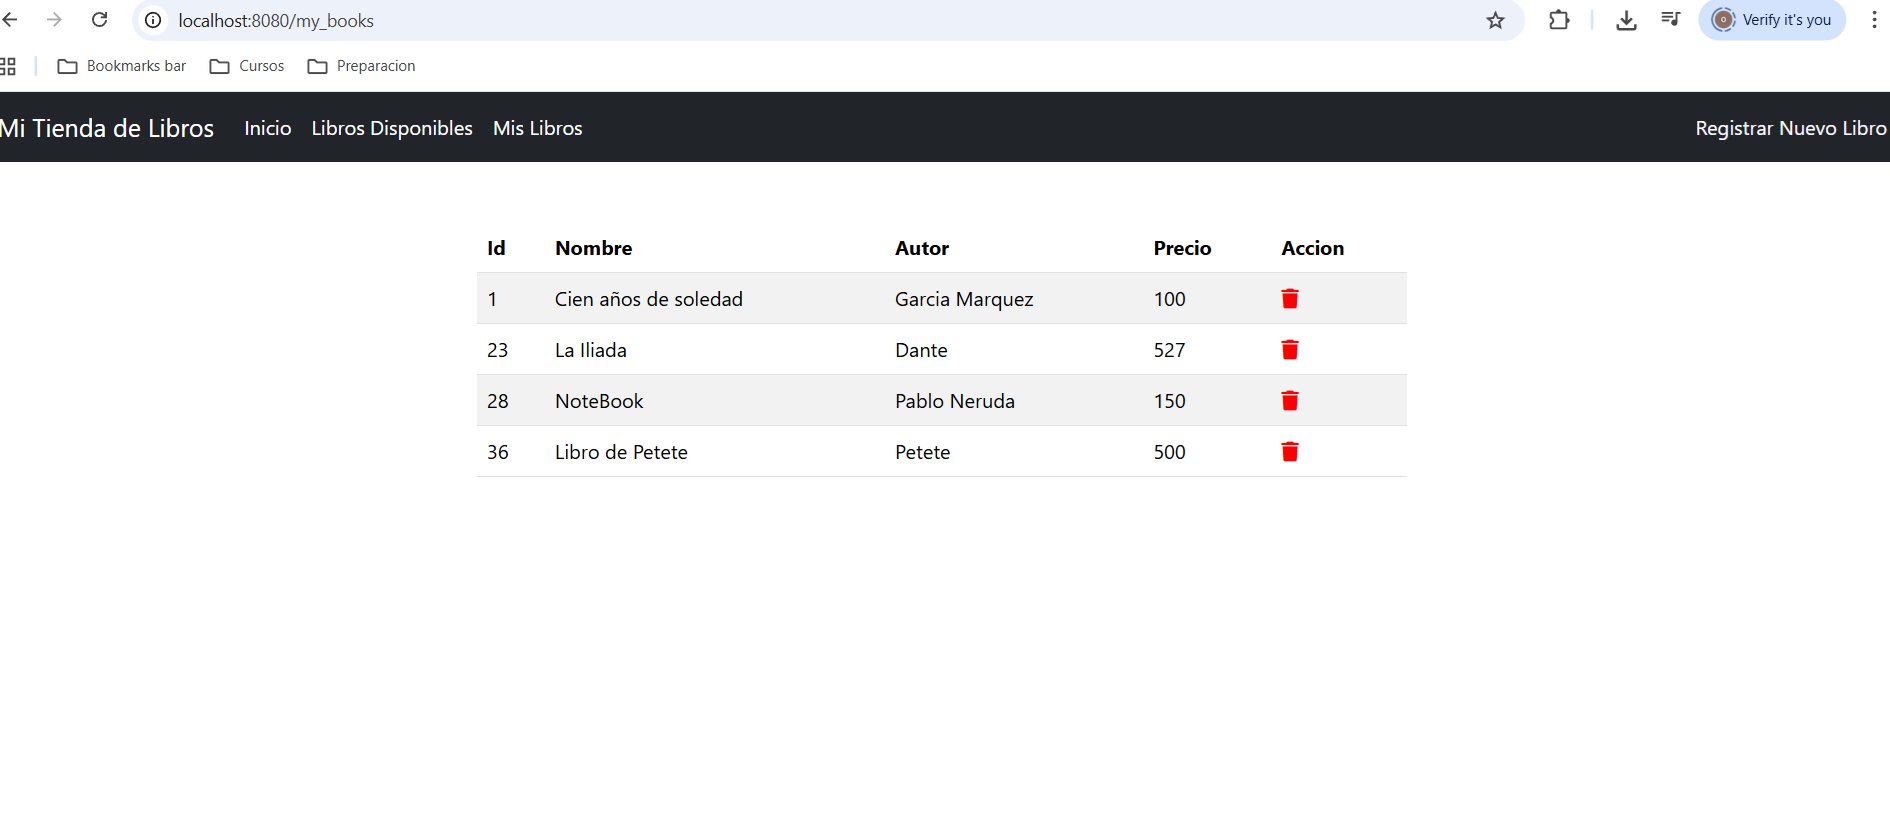 localhost:8080/my_books
Verify it's you
Bookmarks bar Cursos Preparacion
Mi Tienda de Libros Inicio Libros Disponibles Mis Libros Registrar Nuevo Libro
Id Nombre Autor Precio Accion
1 Cien años de soledad Garcia Marquez 100
23 La Iliada Dante 527
28 NoteBook Pablo Neruda 150
36 Libro de Petete Petete 500